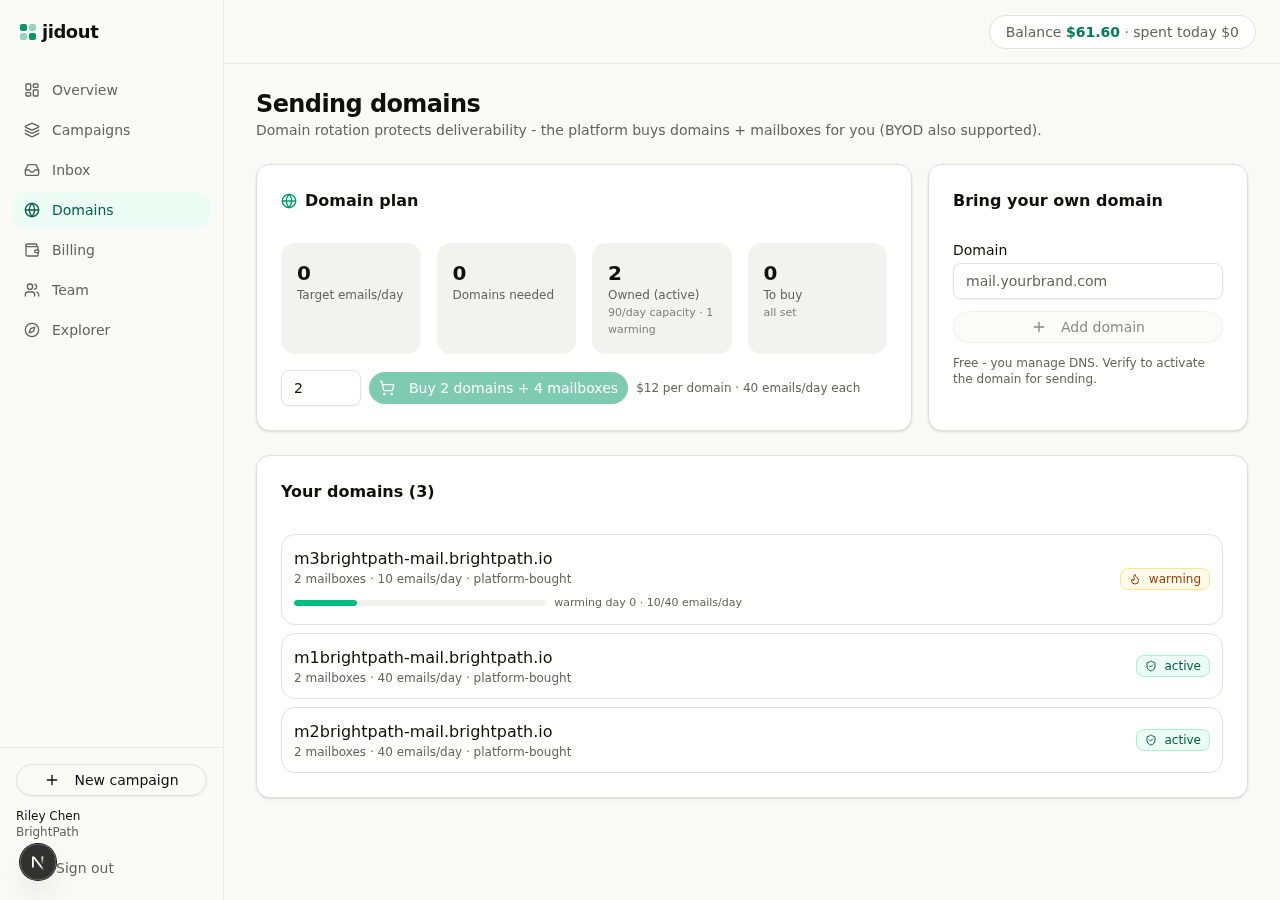 jidout
Balance $61.60 · spent today $0
Overview
Campaigns
Inbox
Domains
Billing
Team
Explorer
Sending domains
Domain rotation protects deliverability - the platform buys domains + mailboxes for you (BYOD also supported).
Domain plan
0
Target emails/day
0
Domains needed
2
Owned (active)
90/day capacity · 1
warming
0
To buy
all set
2
Buy 2 domains + 4 mailboxes
$12 per domain · 40 emails/day each
Bring your own domain
Domain
mail.yourbrand.com
Add domain
Free - you manage DNS. Verify to activate
the domain for sending.
Your domains (3)
m3brightpath-mail.brightpath.io
2 mailboxes · 10 emails/day · platform-bought
warming day 0 · 10/40 emails/day
warming
m1brightpath-mail.brightpath.io
2 mailboxes · 40 emails/day · platform-bought
active
m2brightpath-mail.brightpath.io
2 mailboxes · 40 emails/day · platform-bought
active
New campaign
Riley Chen
BrightPath
N
Sign out